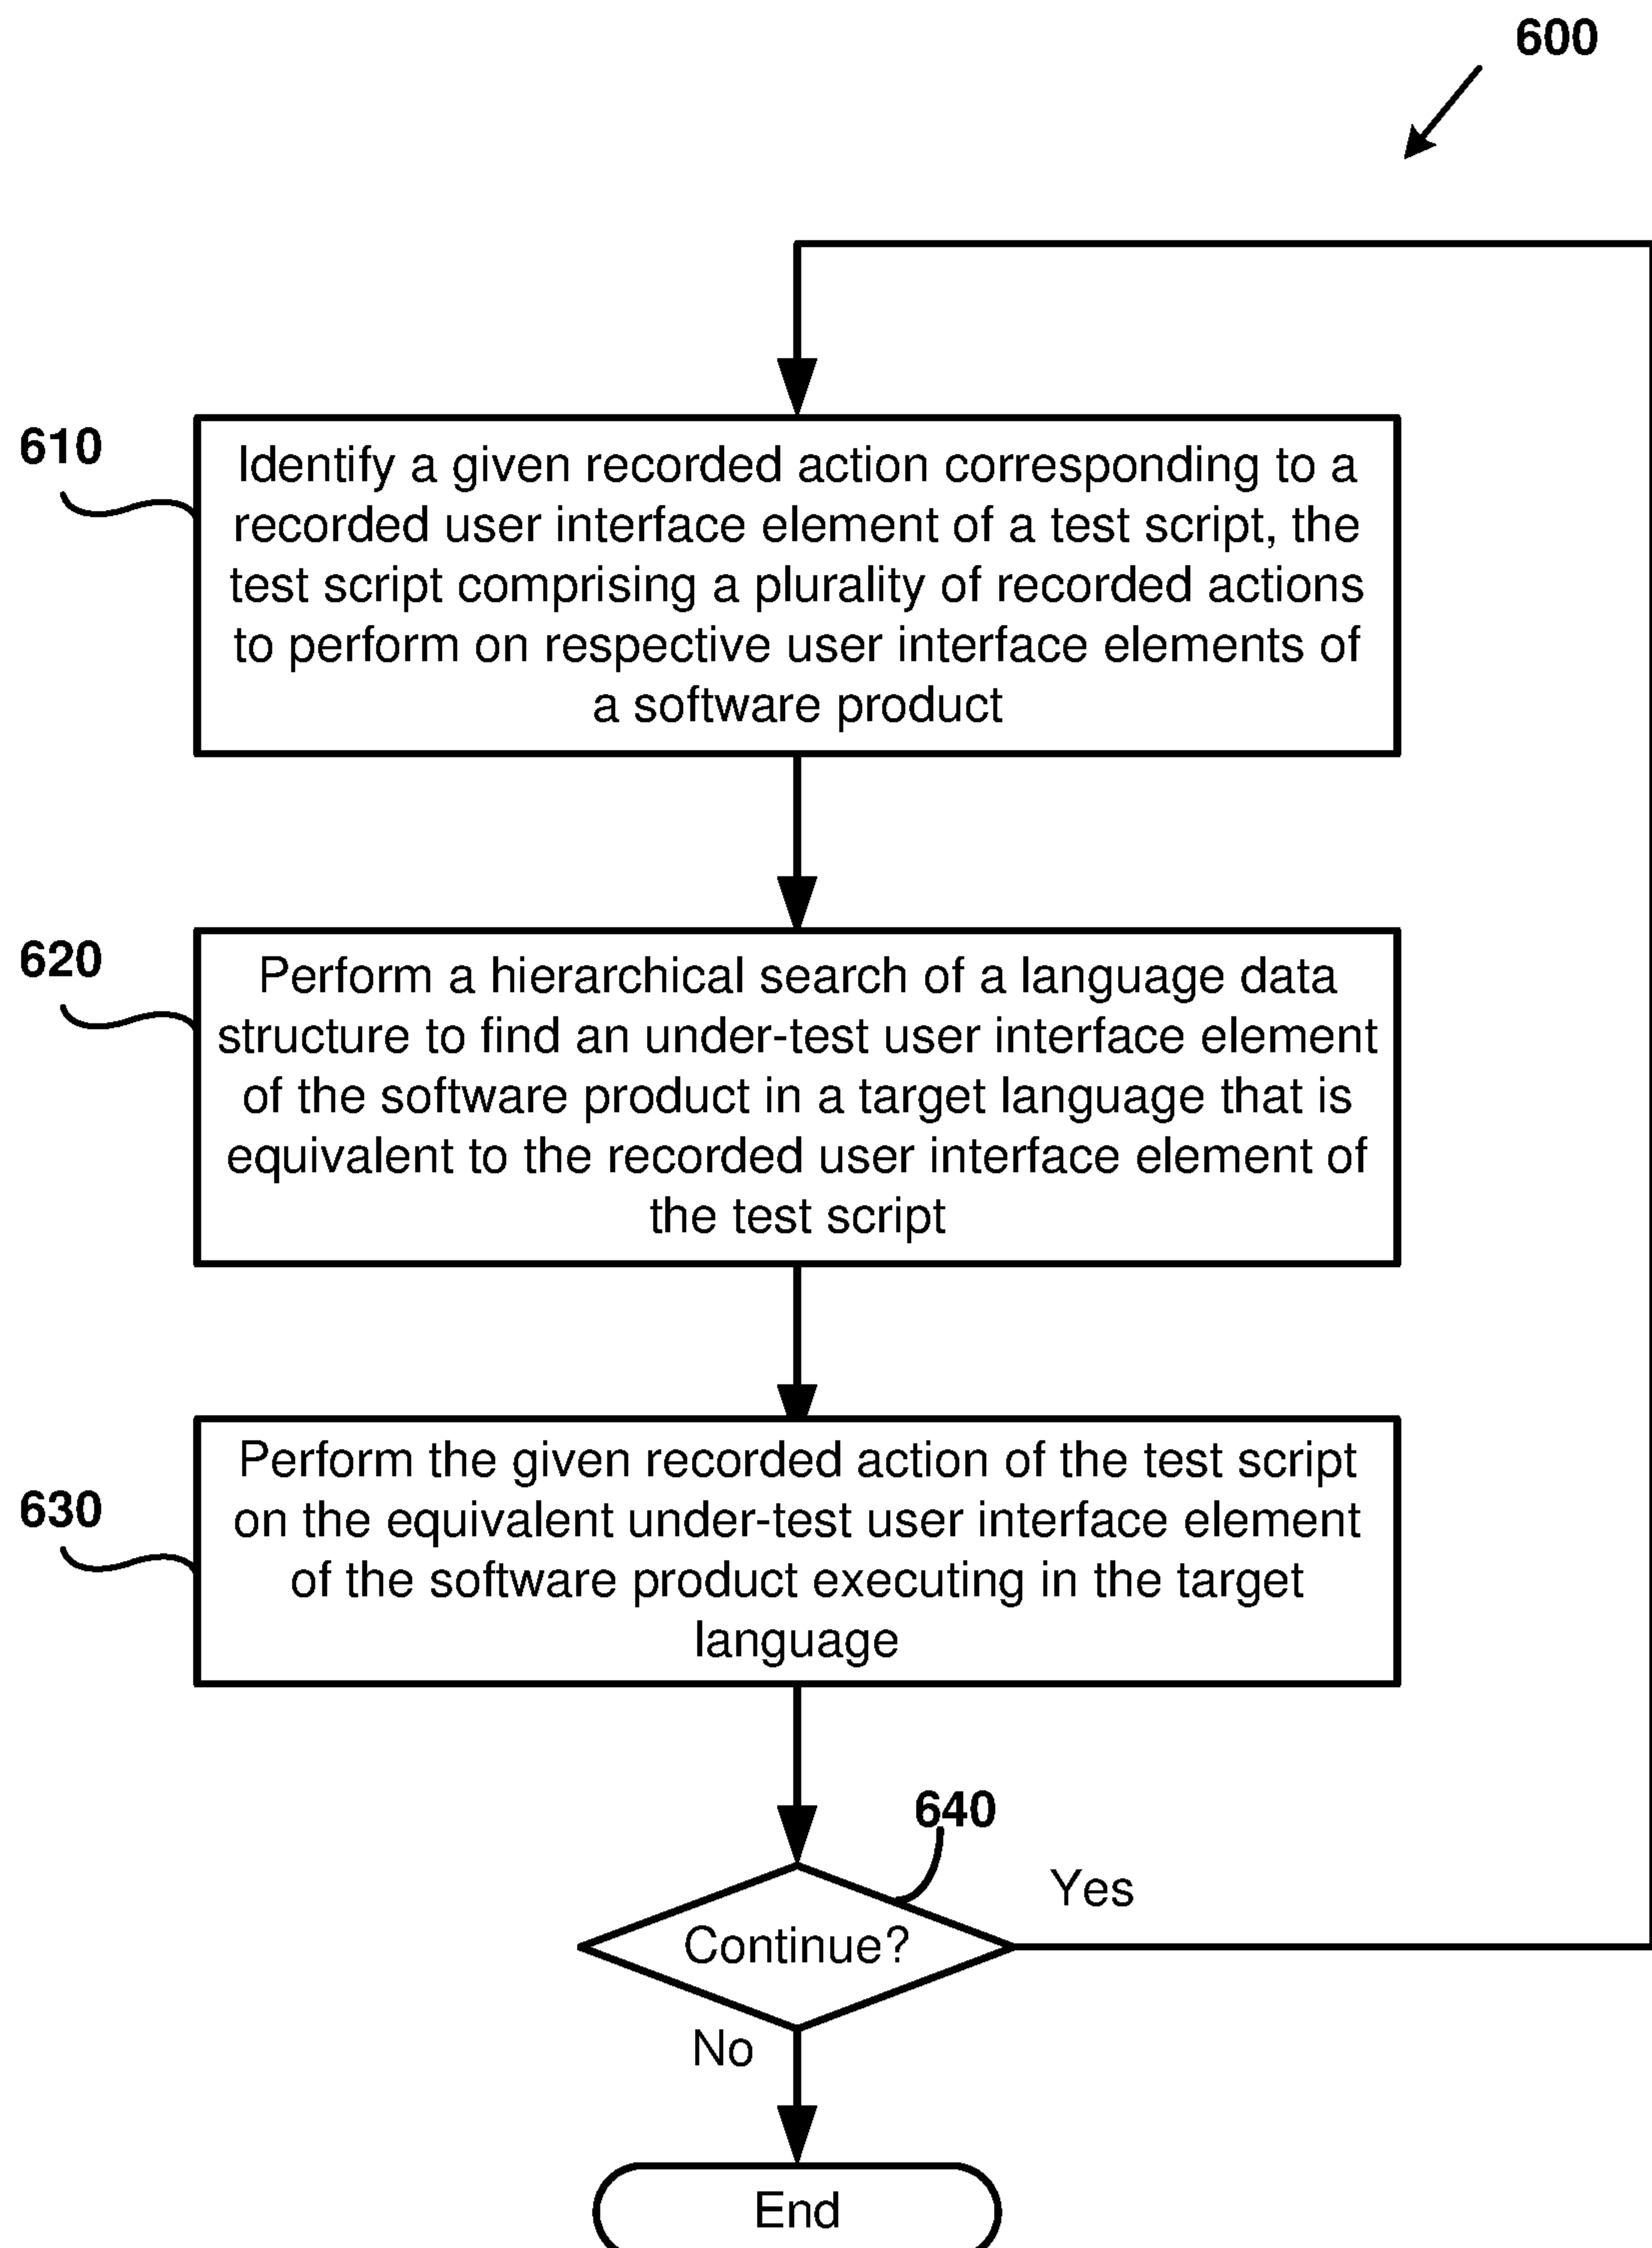 600
610
Identify a given recorded action corresponding to a
recorded user interface element of a test script, the
test script comprising a plurality of recorded actions
to perform on respective user interface elements of
a software product
620
Perform a hierarchical search of a language data
structure to find an under-test user interface element
of the software product in a target language that is
equivalent to the recorded user interface element of
the test script
630
Perform the given recorded action of the test script
on the equivalent under-test user interface element
of the software product executing in the target
language
640
Continue?
Yes
No
End